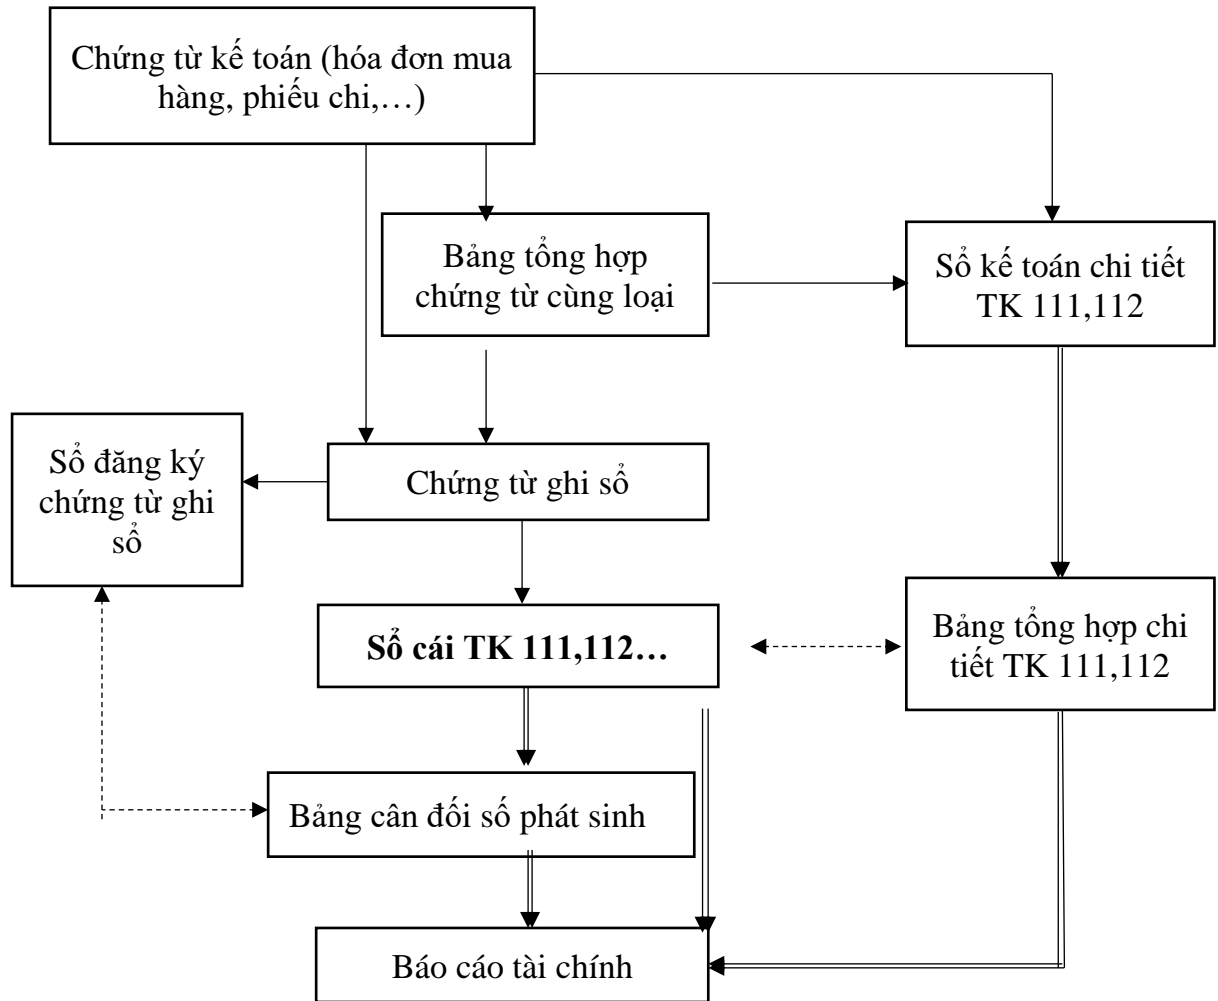 Chứng từ kế toán (hóa đơn mua
hàng, phiếu chi,…)
Bảng tổng hợp
chứng từ cùng loại
Sổ kế toán chi tiết
TK 111,112
Sổ đăng ký
chứng từ ghi
sổ
Chứng từ ghi sổ
Sổ cái TK 111,112…
Bảng tổng hợp chi
tiết TK 111,112
Bảng cân đối số phát sinh
Báo cáo tài chính